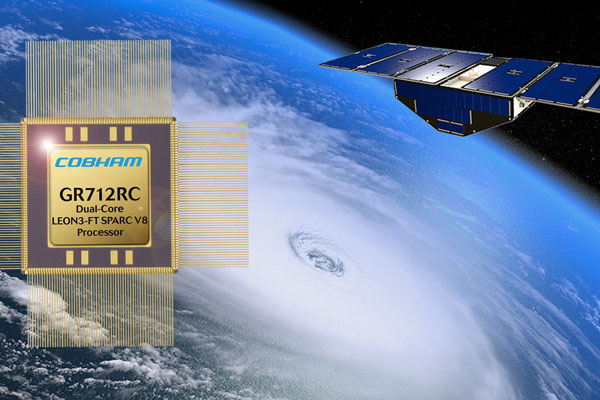 COBHAM
GR712RC
Dual-Core
LEON3-FT SPARC V8
Processor